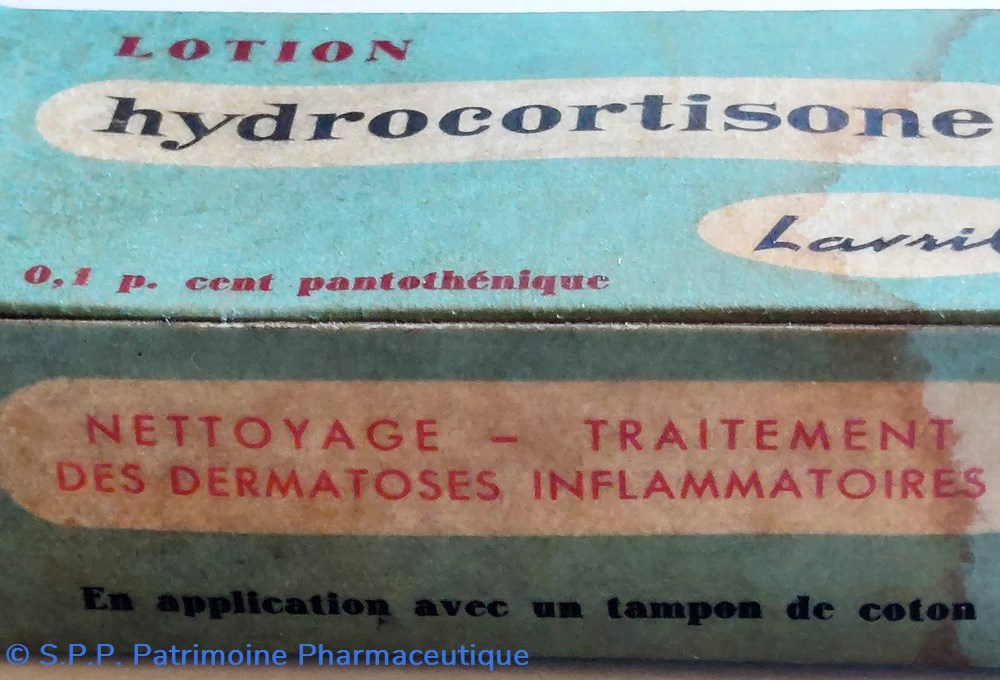 LOTION
hydrocortisone
Lavril
0,1 p. cent pantothénique
NETTOYAGE – TRAITEMENT
DES DERMATOSES INFLAMMATOIRES
En application avec un tampon de coton
© S.P.P. Patrimoine Pharmaceutique